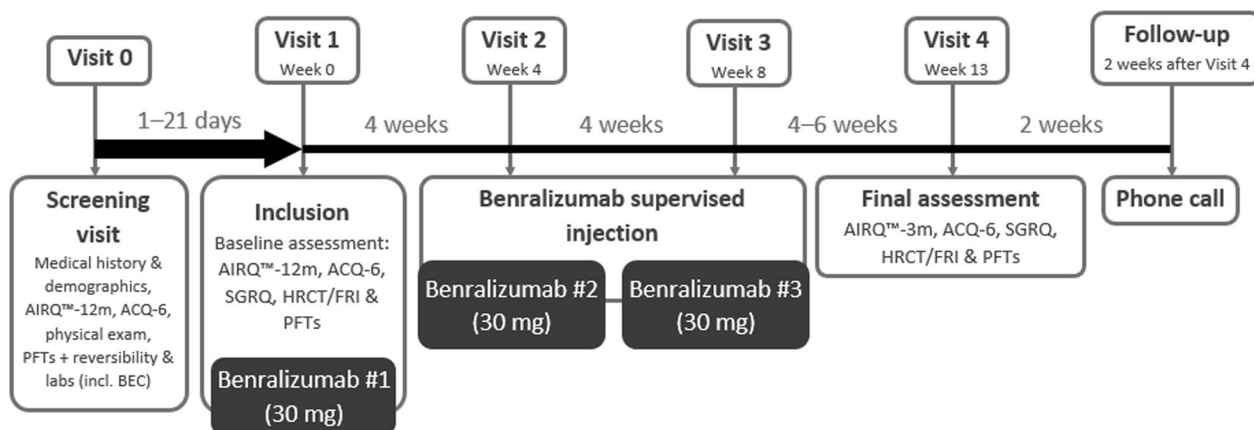 Visit 0
Visit 1
Week 0
Visit 2
Week 4
Visit 3
Week 8
Visit 4
Week 13
Follow-up
2 weeks after Visit 4
1–21 days
4 weeks
4 weeks
4–6 weeks
2 weeks
Screening
visit
Medical history &
demographics,
AIRQ™-12m, ACQ-6,
physical exam,
PFTs + reversibility &
labs (incl. BEC)
Inclusion
Baseline assessment:
AIRQ™-12m, ACQ-6,
SGRQ, HRCT/FRI &
PFTs
Benralizumab #1
(30 mg)
Benralizumab supervised
injection
Benralizumab #2
(30 mg)
Benralizumab #3
(30 mg)
Final assessment
AIRQ™-3m, ACQ-6, SGRQ,
HRCT/FRI & PFTs
Phone call